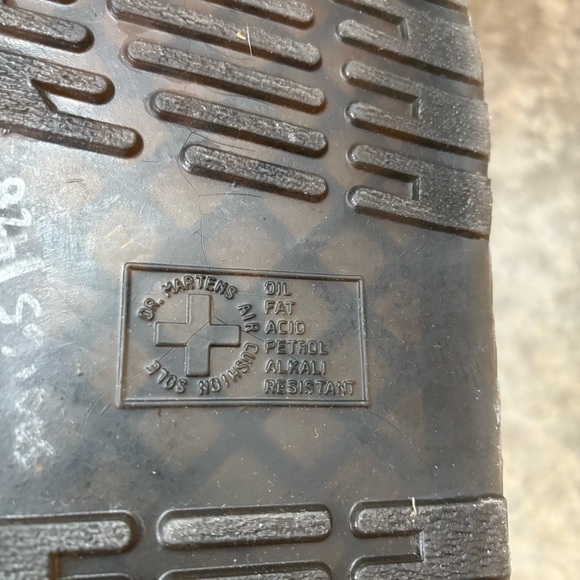 DR. MARTENS AIR CUSHION SOLE
OIL
FAT
ACID
PETROL
ALKALI
RESISTANT